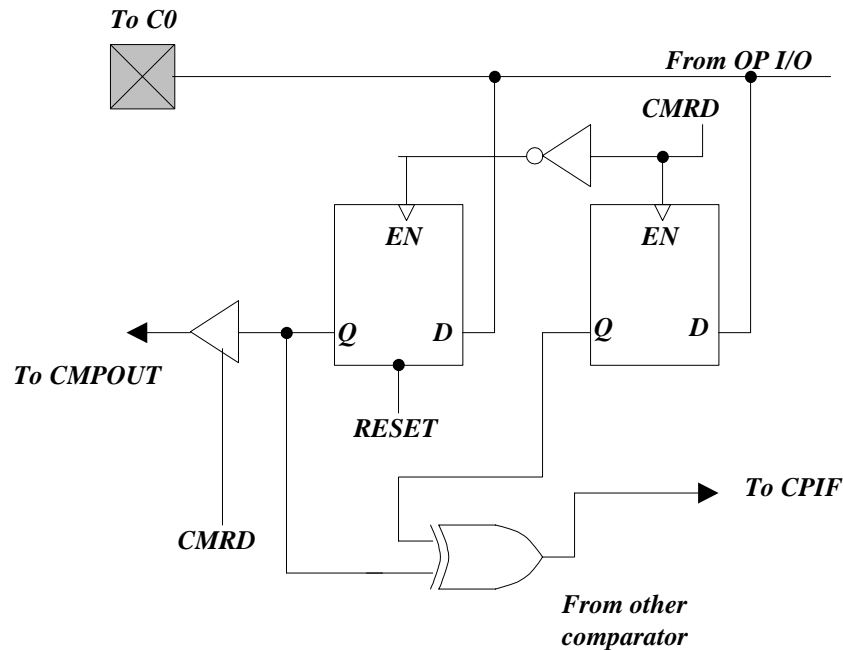 To C0
From OP I/O
CMRD
EN
EN
Q
D
Q
D
To CMPOUT
RESET
To CPIF
CMRD
From other
comparator